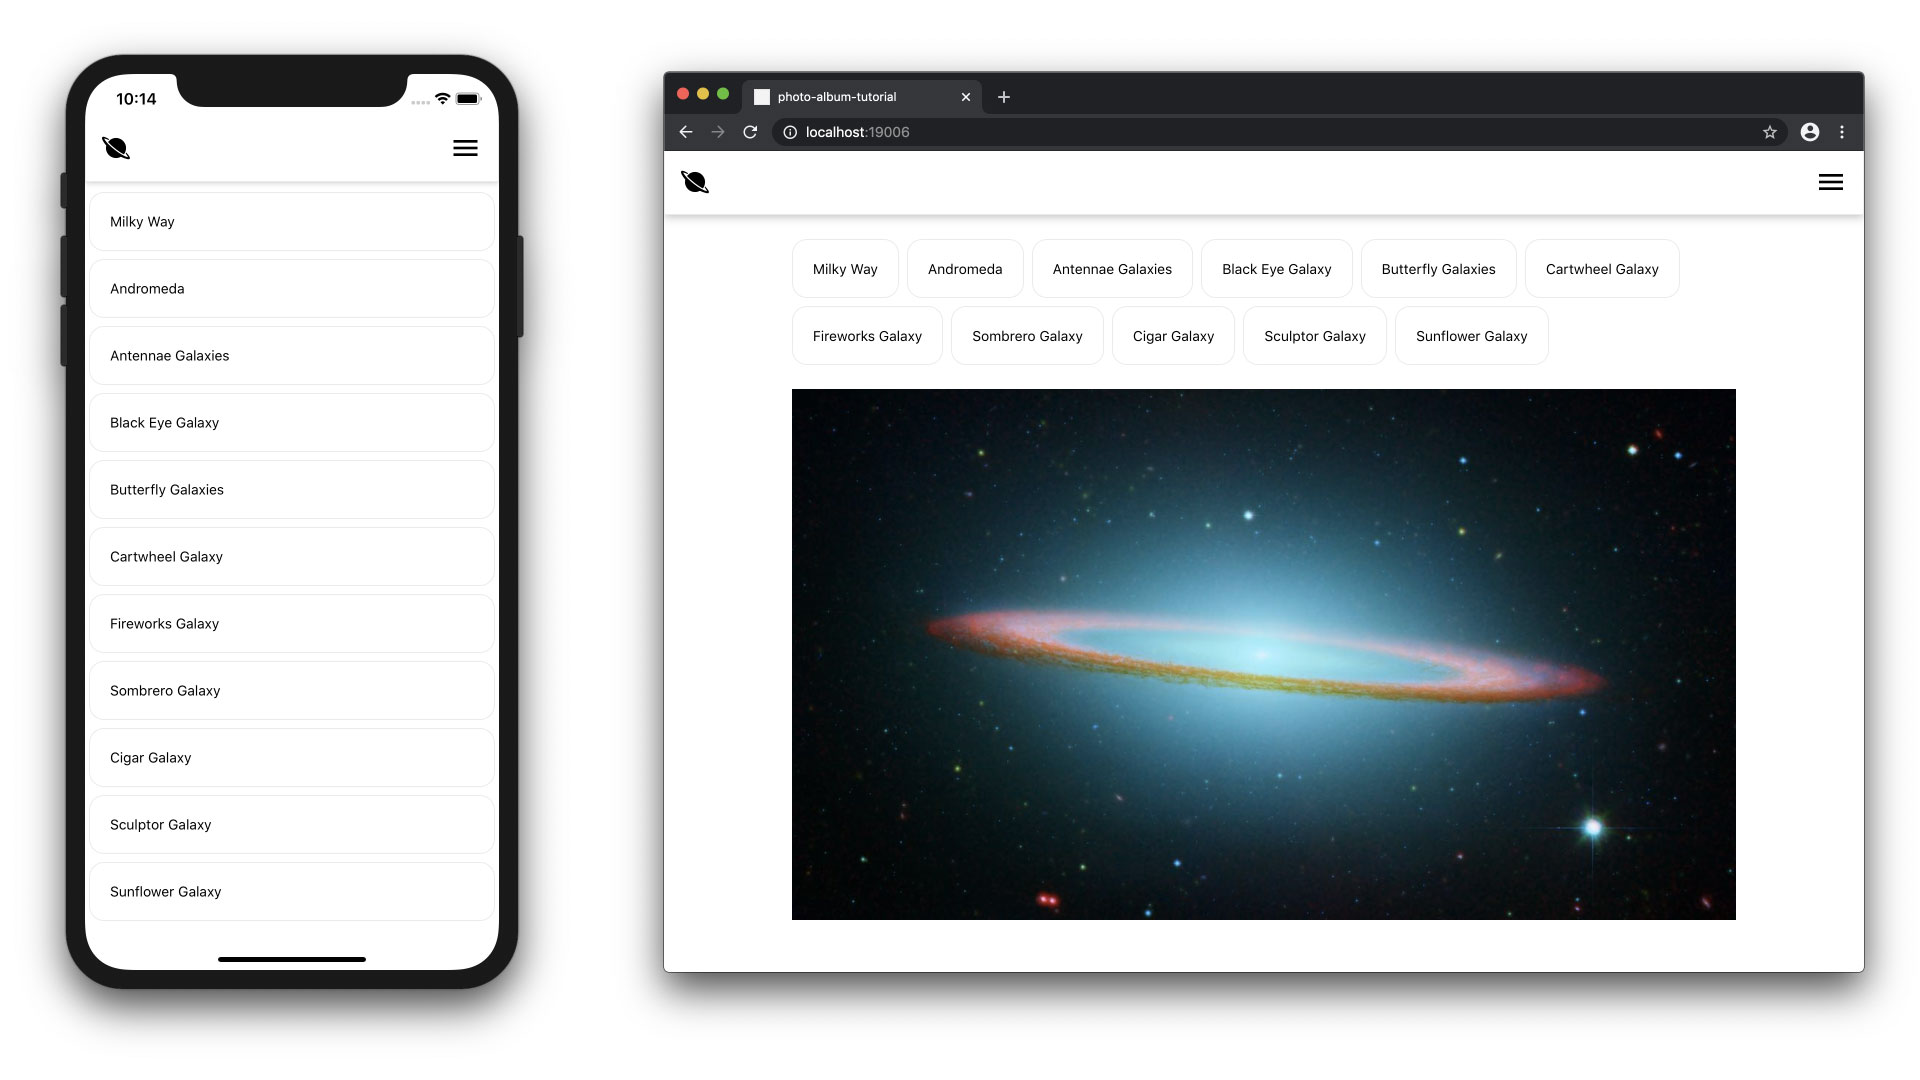 10:14
Milky Way
Andromeda
Antennae Galaxies
Black Eye Galaxy
Butterfly Galaxies
Cartwheel Galaxy
Fireworks Galaxy
Sombrero Galaxy
Cigar Galaxy
Sculptor Galaxy
Sunflower Galaxy
photo-album-tutorial
localhost:19006
Milky Way Andromeda Antennae Galaxies Black Eye Galaxy Butterfly Galaxies Cartwheel Galaxy
Fireworks Galaxy Sombrero Galaxy Cigar Galaxy Sculptor Galaxy Sunflower Galaxy